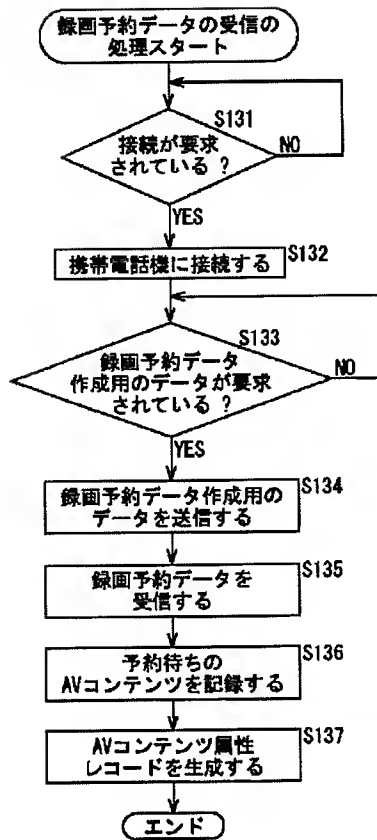 録画予約データの受信の
処理スタート
S131
接続が要求
されている ?
NO
YES
S132
携帯電話機に接続する
S133
録画予約データ
作成用のデータが要求
されている ?
NO
YES
S134
録画予約データ作成用の
データを送信する
S135
録画予約データを
受信する
S136
予約待ちの
AVコンテンツを記録する
S137
AVコンテンツ属性
レコードを生成する
エンド